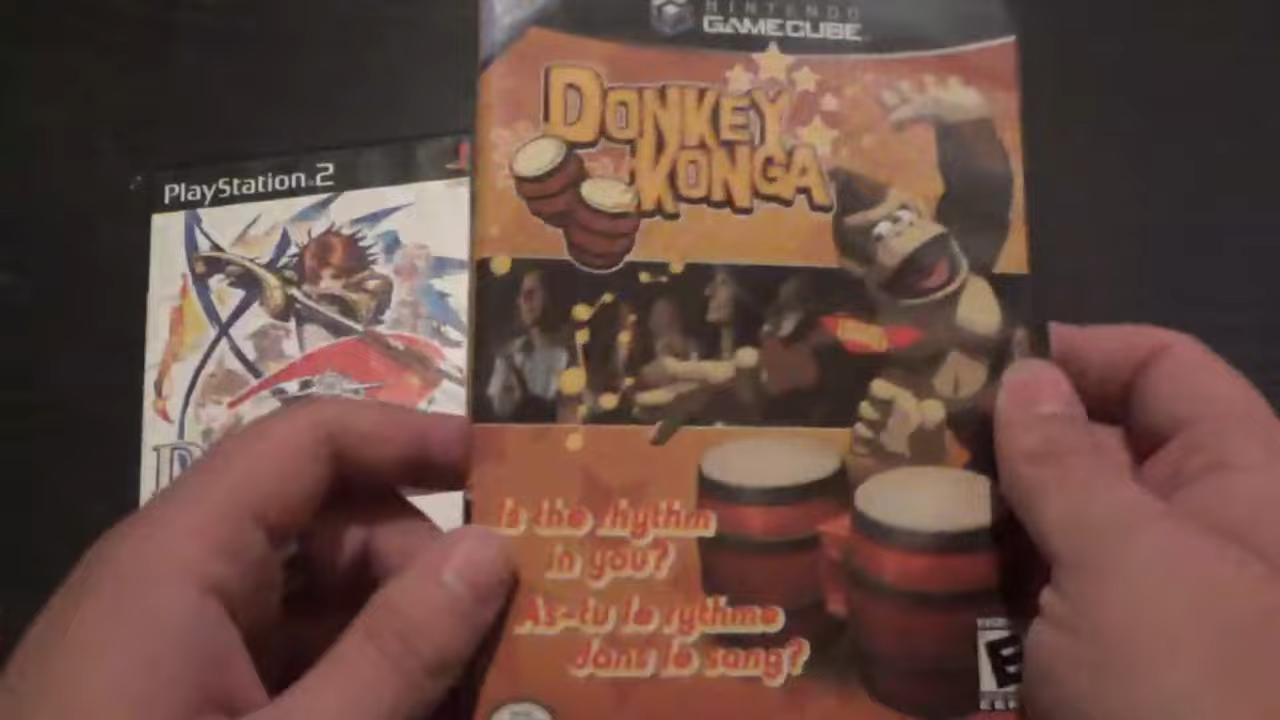 NINTENDO
GAMECUBE
DONKEY
KONGA
PlayStation.2
Is the rhythm
in you?
As-tu le rythme
dans le sang?
E